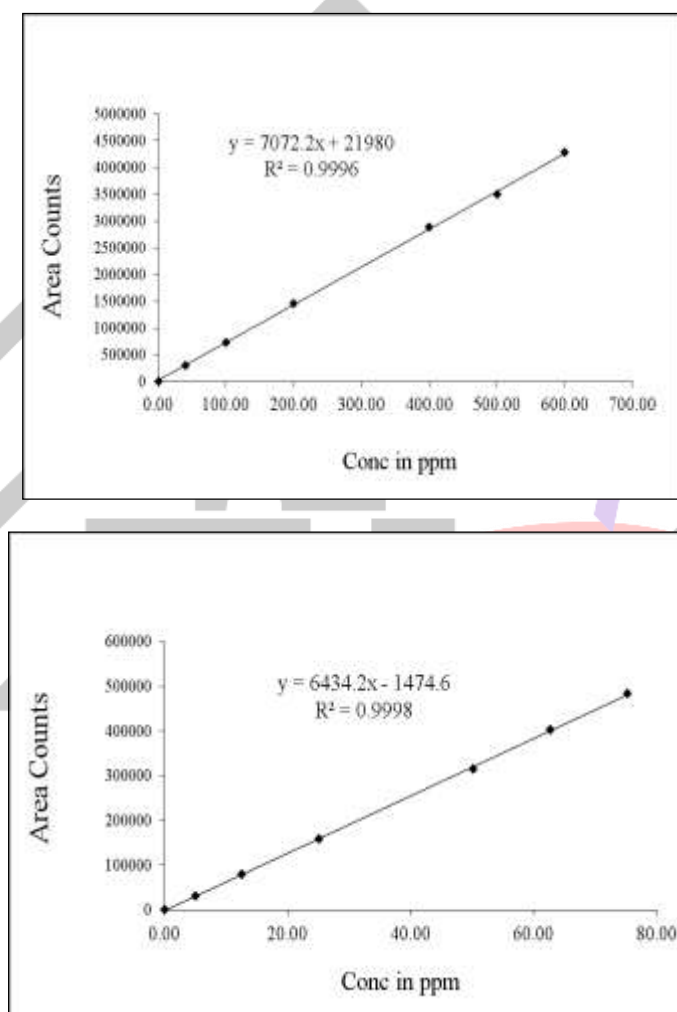 5000000
4500000
4000000
3500000
3000000
2500000
2000000
1500000
1000000
500000
0
y = 7072.2x + 21980
R² = 0.9996
Area Counts
0.00 100.00 200.00 300.00 400.00 500.00 600.00 700.00
Conc in ppm
600000
500000
400000
300000
200000
100000
0
y = 6434.2x - 1474.6
R² = 0.9998
Area Counts
0.00 20.00 40.00 60.00 80.00
Conc in ppm